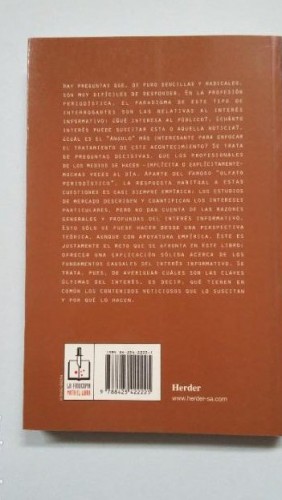 HAY PREGUNTAS QUE, DE PURO SENCILLAS Y RADICALES,
SON MUY DIFÍCILES DE RESPONDER. EN LA PROFESIÓN
PERIODÍSTICA, EL PARADIGMA DE ESTE TIPO DE
INTERROGANTES SON LAS RELATIVAS AL INTERÉS
INFORMATIVO: ¿QUÉ INTERESA AL PÚBLICO?, ¿CUÁNTO
INTERÉS PUEDE SUSCITAR ESTA O AQUELLA NOTICIA?,
¿CUÁL ES EL "ÁNGULO" MÁS INTERESANTE PARA ENFOCAR
EL TRATAMIENTO DE ESTE ACONTECIMIENTO? SE TRATA
DE PREGUNTAS DECISIVAS, QUE LOS PROFESIONALES
DE LOS MEDIOS SE HACEN —IMPLÍCITA O EXPLÍCITAMENTE—
MUCHAS VECES AL DÍA. APARTE DEL FAMOSO "OLFATO
PERIODÍSTICO", LA RESPUESTA HABITUAL A ESTAS
CUESTIONES ES CASI SIEMPRE EMPÍRICA: LOS ESTUDIOS
DE MERCADO DESCRIBEN Y CUANTIFICAN LOS INTERESES
PARTICULARES, PERO NO DAN CUENTA DE LAS RAZONES
GENERALES Y PROFUNDAS DEL INTERÉS INFORMATIVO.
ESTO SÓLO SE PUEDE HACER DESDE UNA PERSPECTIVA
TEÓRICA, AUNQUE CON APOYATURA EMPÍRICA. ESTE ES
JUSTAMENTE EL RETO QUE SE AFRONTA EN ESTE LIBRO:
OFRECER UNA EXPLICACIÓN SÓLIDA ACERCA DE LOS
FUNDAMENTOS CAUSALES DEL INTERÉS INFORMATIVO. SE
TRATA, PUES, DE AVERIGUAR CUÁLES SON LAS CLAVES
ÚLTIMAS DEL INTERÉS, ES DECIR, QUÉ TIENEN EN
COMÚN LOS CONTENIDOS NOTICIOSOS QUE LO SUSCITAN
Y POR QUÉ LO HACEN.
LA FOTOCOPIA
MATA EL LIBRO
9 788425 422225
Herder
www.herder-sa.com